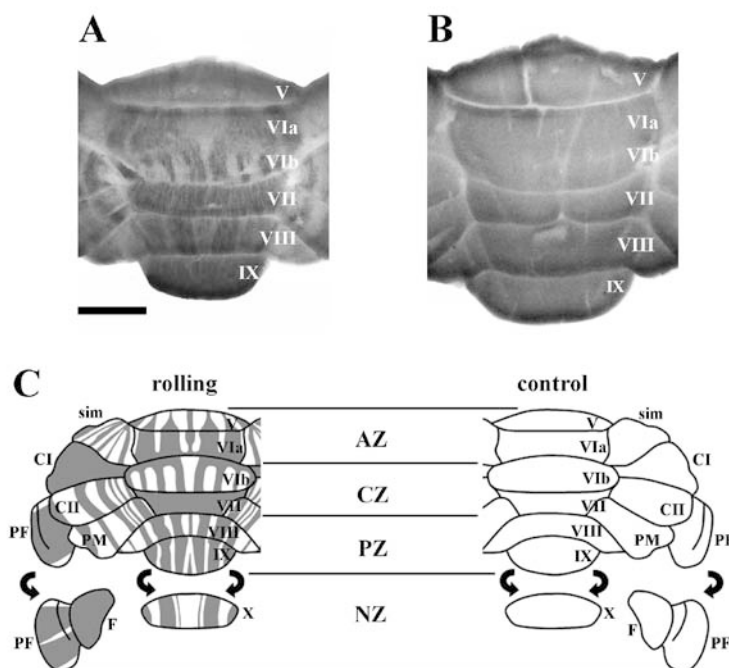 A
B
V
VIa
VIb
VII
VIII
IX
V
VIa
VIb
VII
VIII
IX
C
rolling
control
sim
CI
CII
PF
PM
V
VIa
VIb
VII
VIII
IX
AZ
CZ
PZ
NZ
V
VIa
VIb
VII
VIII
IX
sim
CI
CII
PM
PF
PF
F
X
X
F
PF